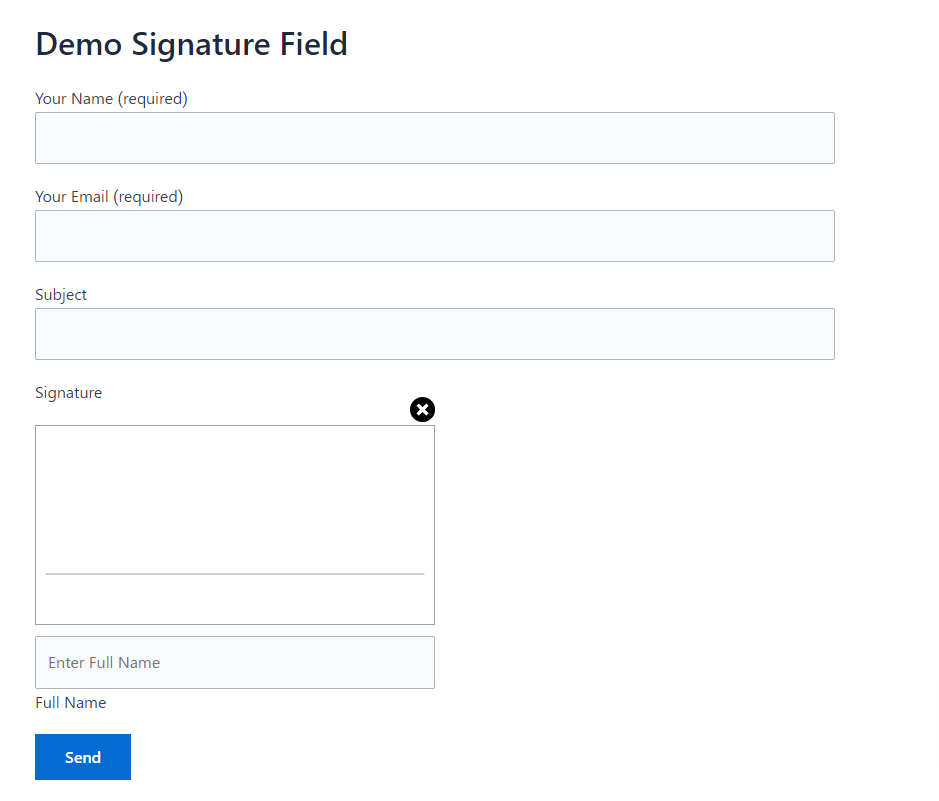 Demo Signature Field
Your Name (required)
Your Email (required)
Subject
Signature
Enter Full Name
Full Name
Send